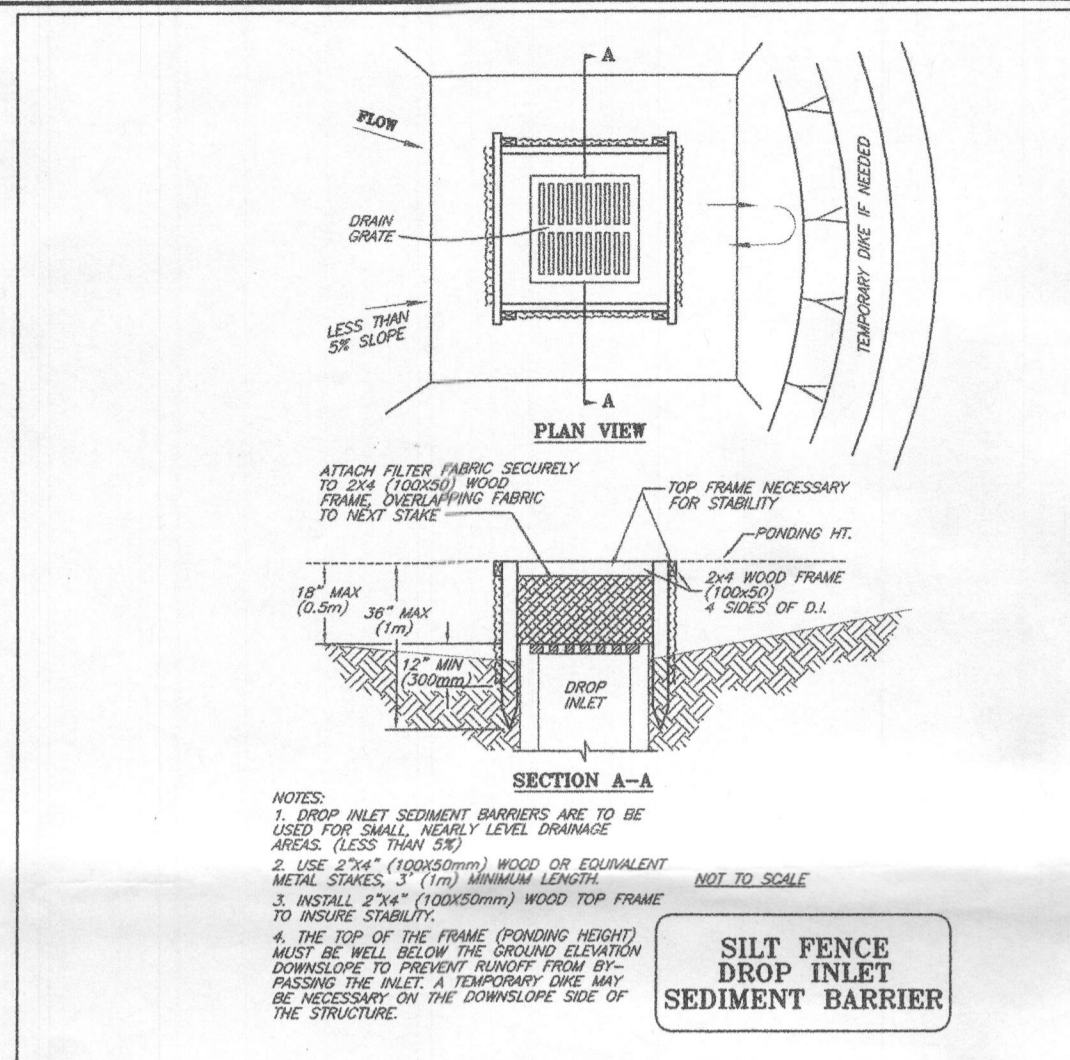 A
FLOW
DRAIN
GRATE
LESS THAN
5% SLOPE
TEMPORARY DIKE IF NEEDED
A
PLAN VIEW
ATTACH FILTER FABRIC SECURELY
TO 2X4 (100X50) WOOD
FRAME, OVERLAPPING FABRIC
TO NEXT STAKE
TOP FRAME NECESSARY
FOR STABILITY
PONDING HT.
18" MAX
(0.5m)
36" MAX
(1m)
12" MIN
(300mm)
2x4 WOOD FRAME
(100x50)
4 SIDES OF D.I.
DROP
INLET
SECTION A-A
NOTES:
1. DROP INLET SEDIMENT BARRIERS ARE TO BE
USED FOR SMALL, NEARLY LEVEL DRAINAGE
AREAS. (LESS THAN 5%)
2. USE 2"X4" (100X50mm) WOOD OR EQUIVALENT
METAL STAKES, 3' (1m) MINIMUM LENGTH.
3. INSTALL 2"X4" (100X50mm) WOOD TOP FRAME
TO INSURE STABILITY.
4. THE TOP OF THE FRAME (PONDING HEIGHT)
MUST BE WELL BELOW THE GROUND ELEVATION
DOWNSLOPE TO PREVENT RUNOFF FROM BY-
PASSING THE INLET. A TEMPORARY DIKE MAY
BE NECESSARY ON THE DOWNSLOPE SIDE OF
THE STRUCTURE.
NOT TO SCALE
SILT FENCE
DROP INLET
SEDIMENT BARRIER